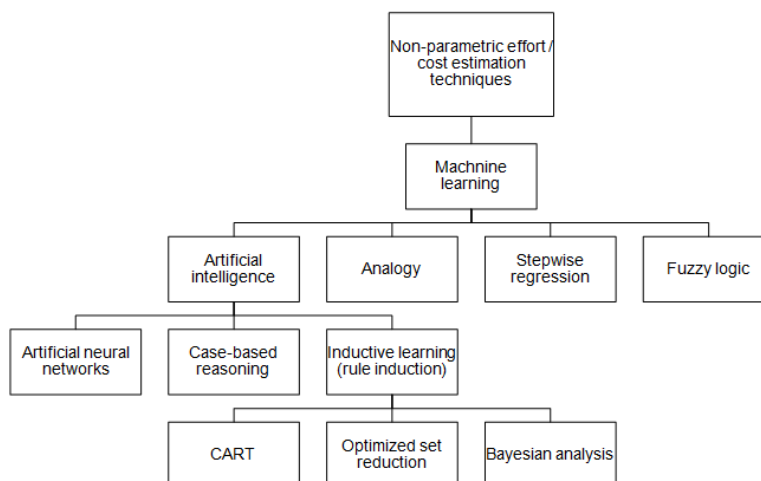 Non-parametric effort /
cost estimation
techniques
Machnine
learning
Artificial
intelligence
Analogy
Stepwise
regression
Fuzzy logic
Artificial neural
networks
Case-based
reasoning
Inductive learning
(rule induction)
CART
Optimized set
reduction
Bayesian analysis